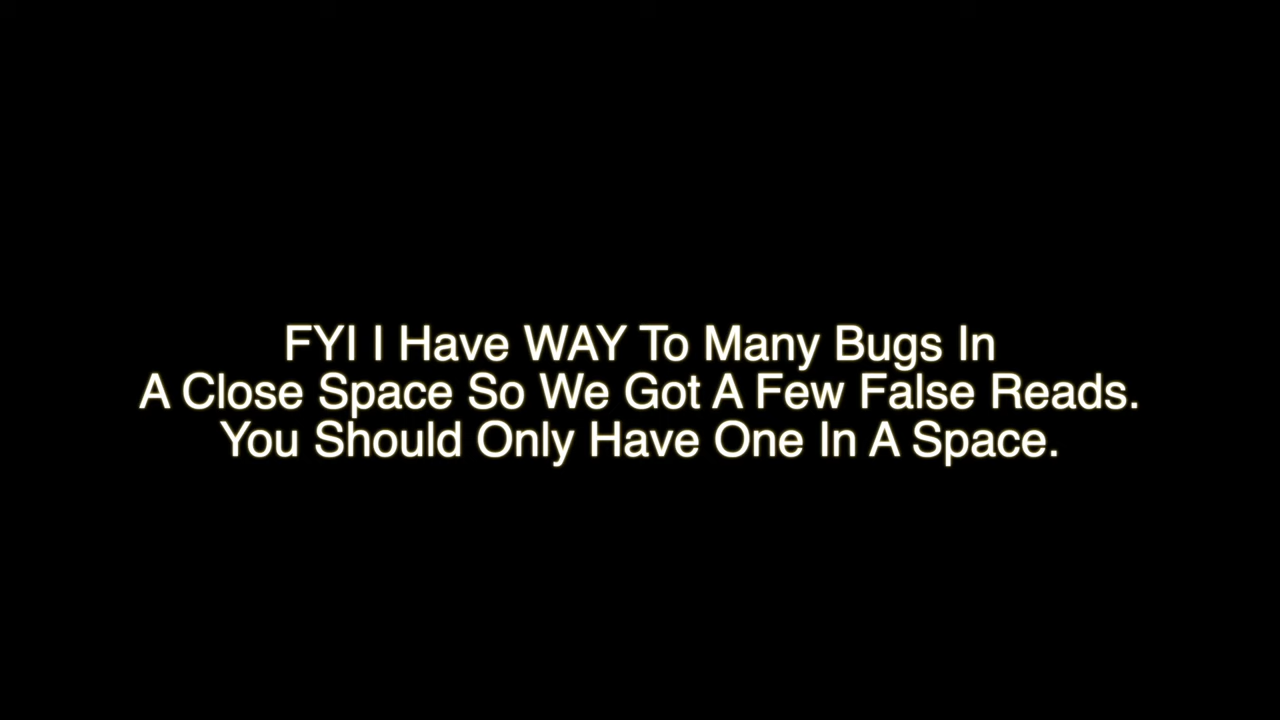 FYI I Have WAY To Many Bugs In
A Close Space So We Got A Few False Reads.
You Should Only Have One In A Space.